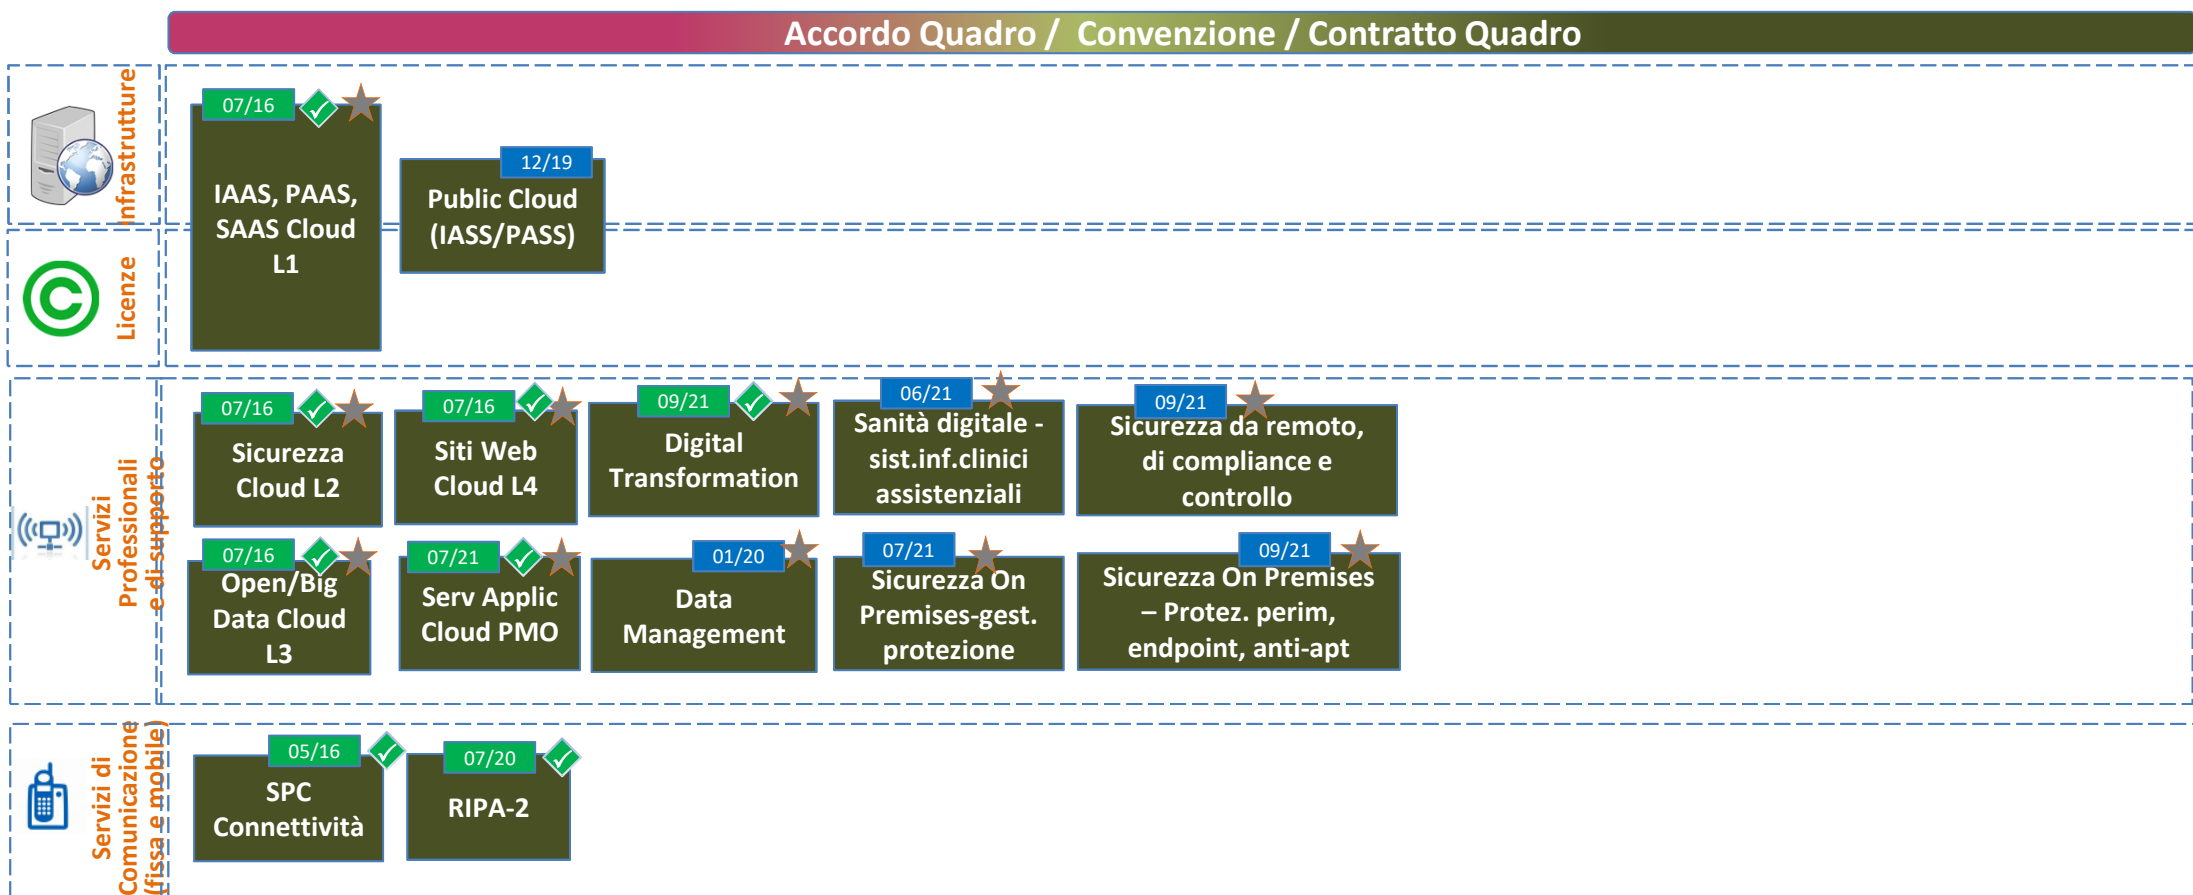 Accordo Quadro / Convenzione / Contratto Quadro
Infrastrutture
07/16
IAAS, PAAS,
SAAS Cloud
L1
12/19
Public Cloud
(IASS/PASS)
Licenze
Servizi
Professionali
e di supporto
07/16
Sicurezza
Cloud L2
07/16
Siti Web
Cloud L4
09/21
Digital
Transformation
06/21
Sanità digitale -
sist.inf.clinici
assistenziali
09/21
Sicurezza da remoto,
di compliance e
controllo
07/16
Open/Big
Data Cloud
L3
07/21
Serv Applic
Cloud PMO
01/20
Data
Management
07/21
Sicurezza On
Premises-gest.
protezione
09/21
Sicurezza On Premises
– Protez. perim,
endpoint, anti-apt
Servizi di
Comunicazione
(fissa e mobile)
05/16
SPC
Connettività
07/20
RIPA-2